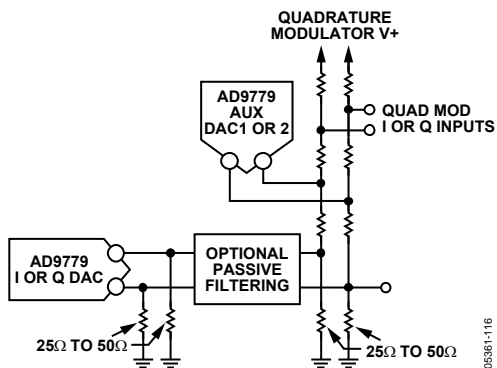 QUADRATURE
MODULATOR V+
AD9779
AUX
DAC1 OR 2
QUAD MOD
I OR Q INPUTS
AD9779
I OR Q DAC
OPTIONAL
PASSIVE
FILTERING
25Ω TO 50Ω
25Ω TO 50Ω
05361-116